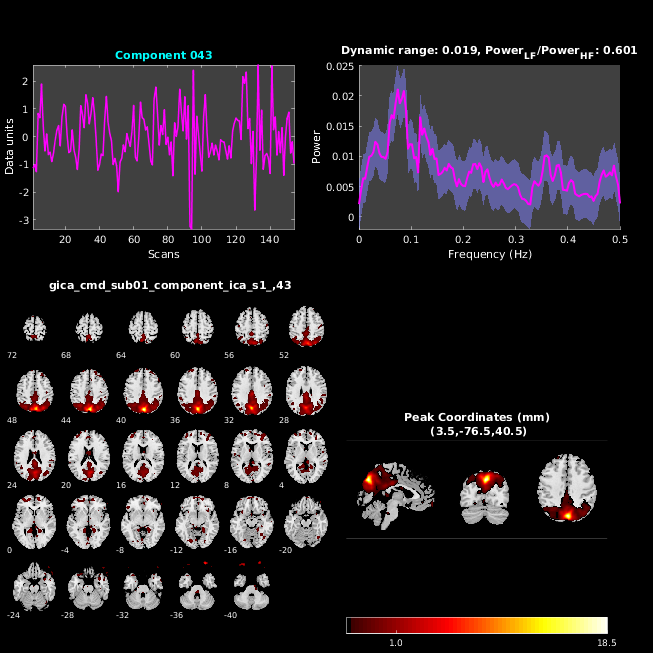 Component 043
2
1
0
-1
-2
-3
Data units
20 40 60 80 100 120 140
Scans
Dynamic range: 0.019, PowerLF/PowerHF: 0.601
0.025
0.02
0.015
0.01
0.005
0
Power
0 0.1 0.2 0.3 0.4 0.5
Frequency (Hz)
gica_cmd_sub01_component_ica_s1_,43
72 68 64 60 56 52
48 44 40 36 32 28
24 20 16 12 8 4
0 -4 -8 -12 -16 -20
-24 -28 -32 -36 -40
Peak Coordinates (mm)
(3.5,-76.5,40.5)
1.0 18.5